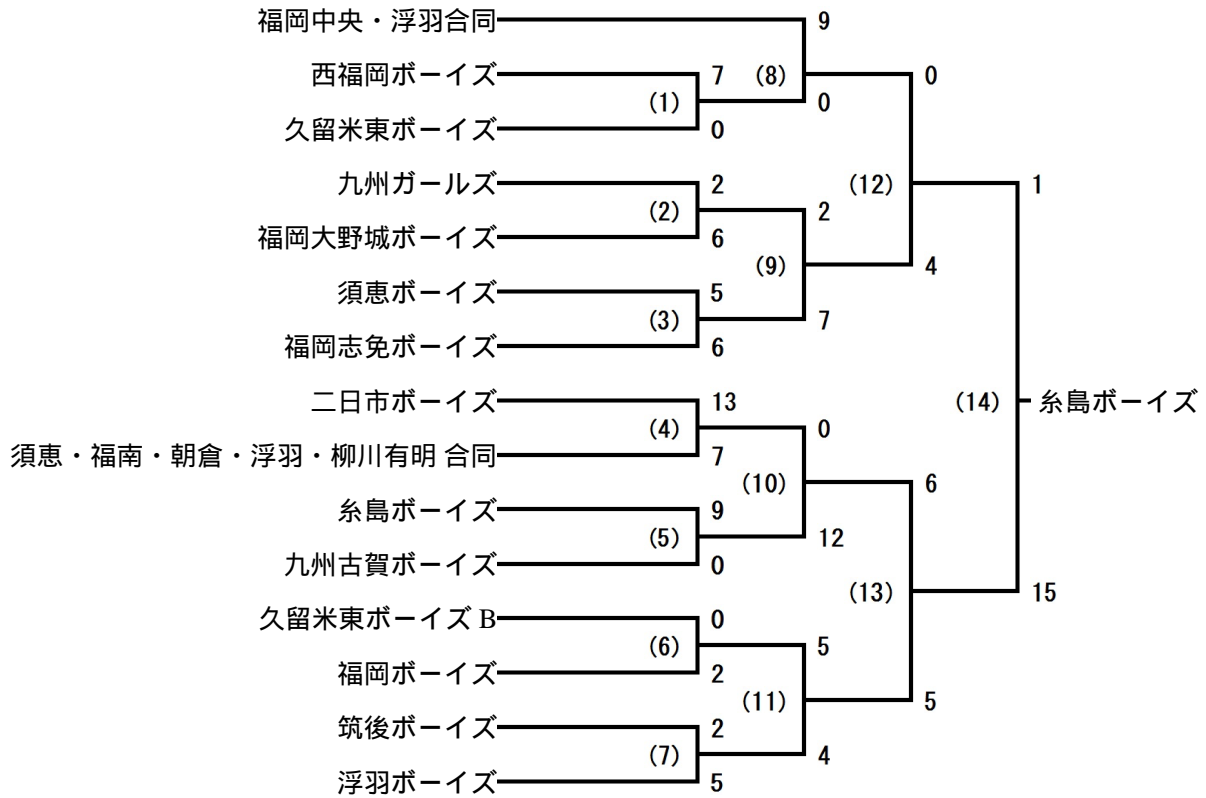 福岡中央・浮羽合同 9
西福岡ボーイズ 7 (8) 0
(1) 0
久留米東ボーイズ 0
九州ガールズ 2 (12) 1
(2) 2
福岡大野城ボーイズ 6
(9) 4
須恵ボーイズ 5
(3) 7
福岡志免ボーイズ 6
二日市ボーイズ 13 (14) 糸島ボーイズ
(4) 0
須恵・福南・朝倉・浮羽・柳川有明 合同 7
(10) 6
糸島ボーイズ 9
(5) 12
九州古賀ボーイズ 0
(13) 15
久留米東ボーイズ B 0
(6) 5
福岡ボーイズ 2
(11) 5
筑後ボーイズ 2
(7) 4
浮羽ボーイズ 5